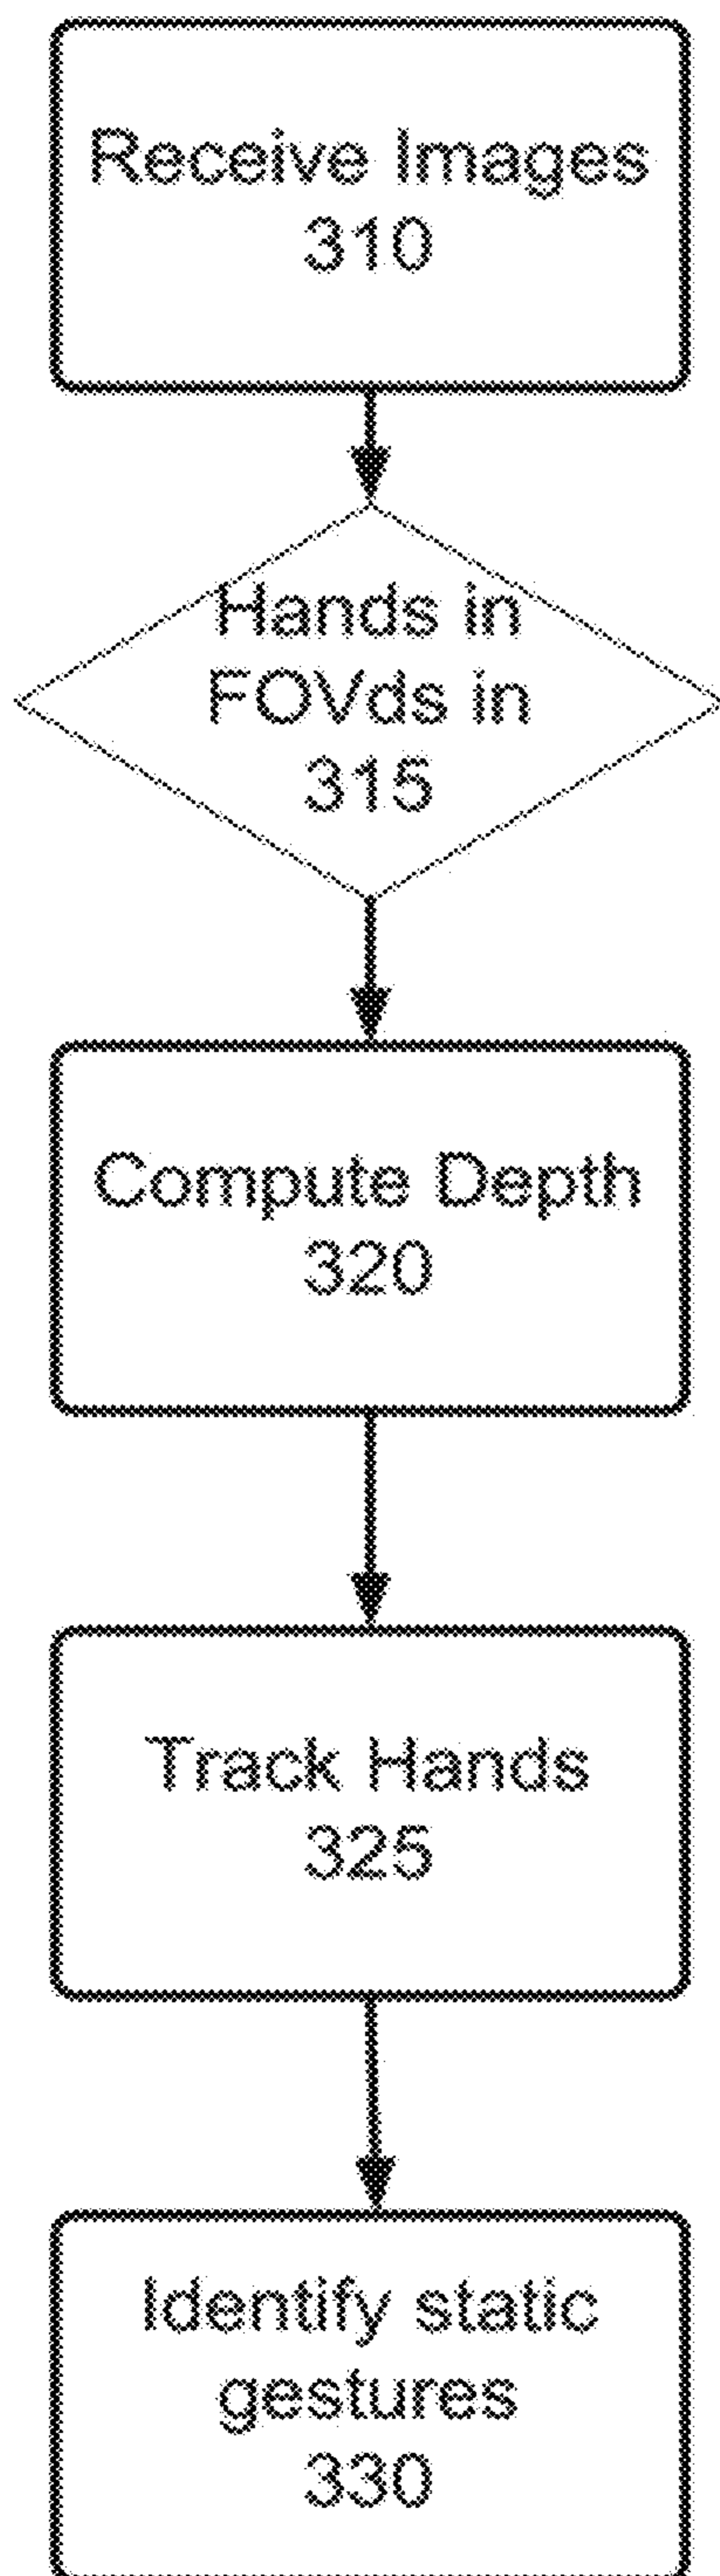 Receive Images
310
Hands in
FOVds in
315
Compute Depth
320
Track Hands
325
Identify static
gestures
330